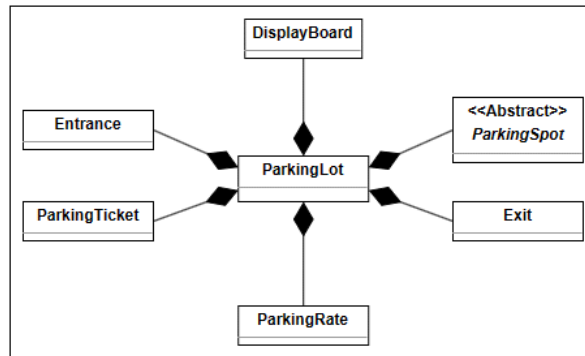 DisplayBoard
Entrance
<<Abstract>>
ParkingSpot
ParkingLot
ParkingTicket
Exit
ParkingRate